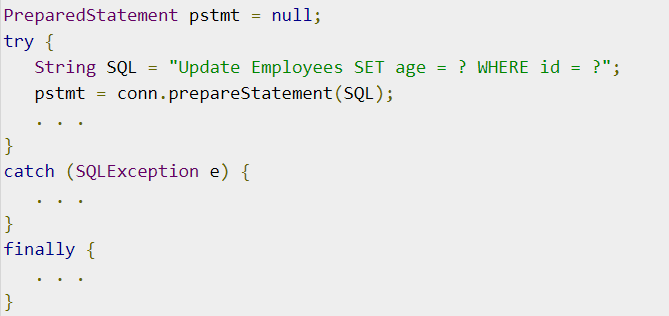 PreparedStatement pstmt = null;
try {
   String SQL = "Update Employees SET age = ? WHERE id = ?";
   pstmt = conn.prepareStatement(SQL);
   . . .
}
catch (SQLException e) {
   . . .
}
finally {
   . . .
}